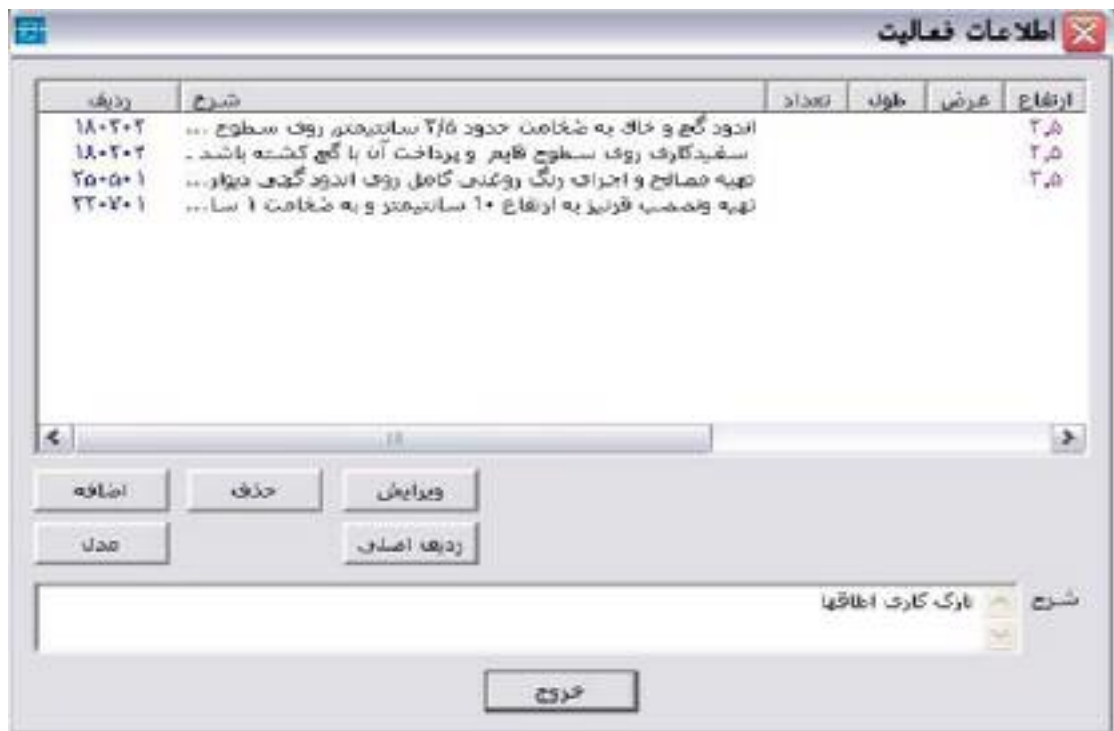 اطلاعات فعالیت
ردیف شرح تعداد طول عرض ارتفاع
۱۸۰۲۰۲ اندود گچ و خاک به ضخامت حدود ۲/۵ سانتیمتر روی سطوح ... ۲,۵
سفیدکاری روی سطوح قایم و پرداخت آن با گچ کشته باشد . ۲,۵
۲۵۰۵۰۱ تهیه مصالح و اجرای رنگ روغنی کامل روی اندود گچی دیوار... ۲,۵
۲۲۰۷۰۱ تهیه ونصب قرنیز به ارتفاع ۱۰ سانتیمتر و به ضخامت ۱ سا...
اضافه حذف ویرایش
مدل ردیف اصلی
شرح نازک کاری اطاقها
خروج